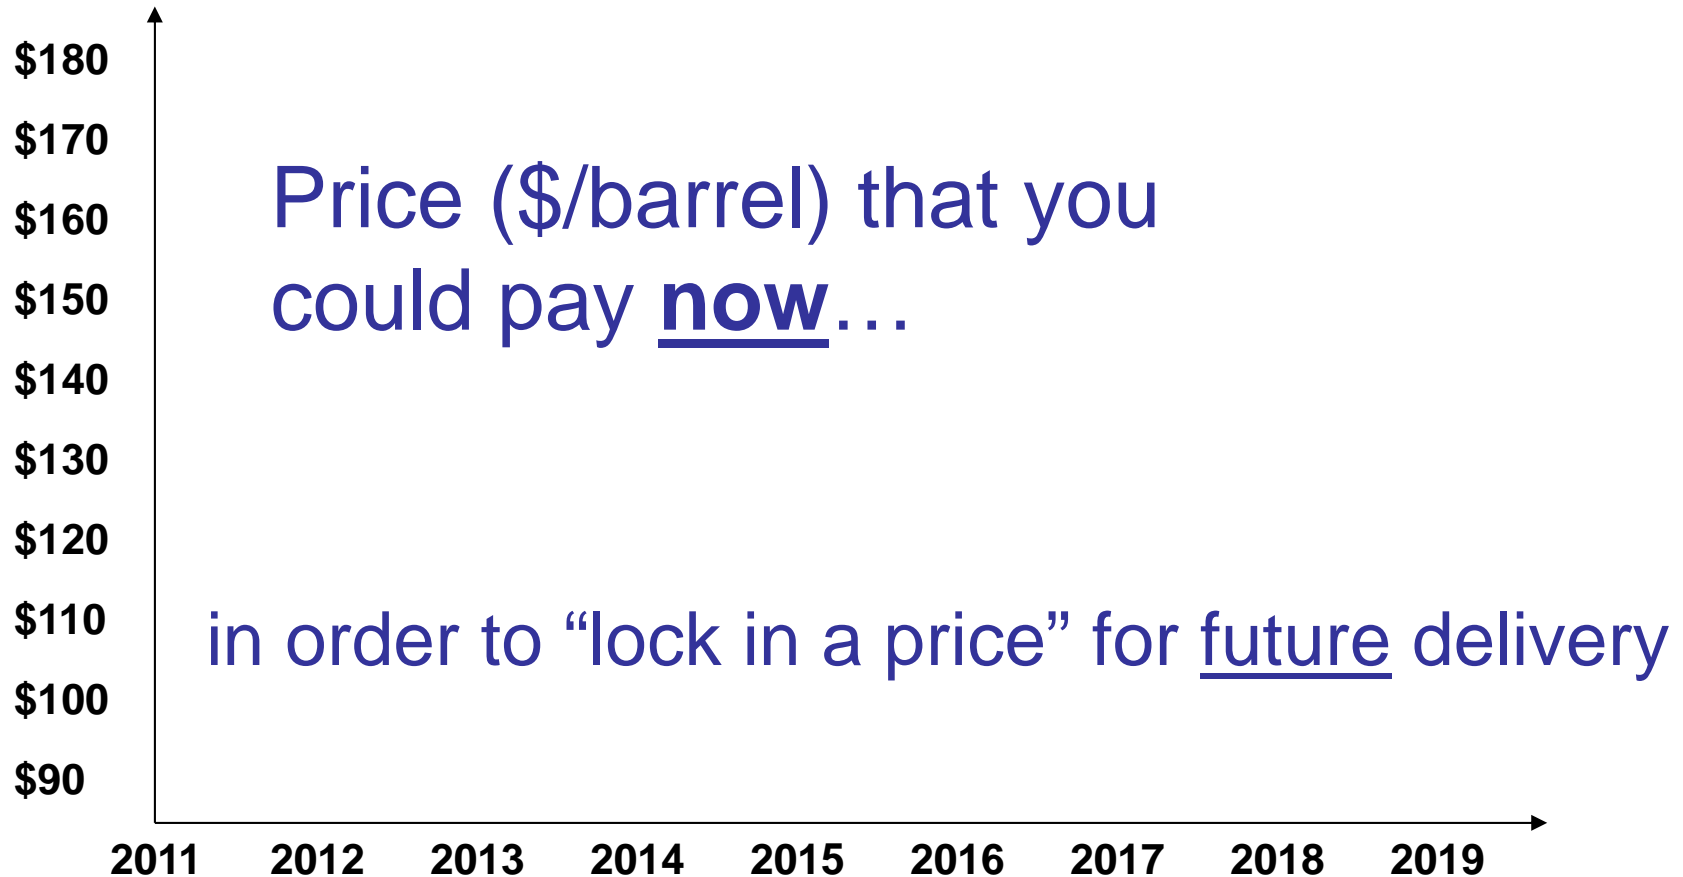 $180
$170
Price ($/barrel) that you
$160
could pay now…
$150
$140
$130
$120
$110
in order to “lock in a price” for future delivery
$100
$90
2011 2012 2013 2014 2015 2016 2017 2018 2019